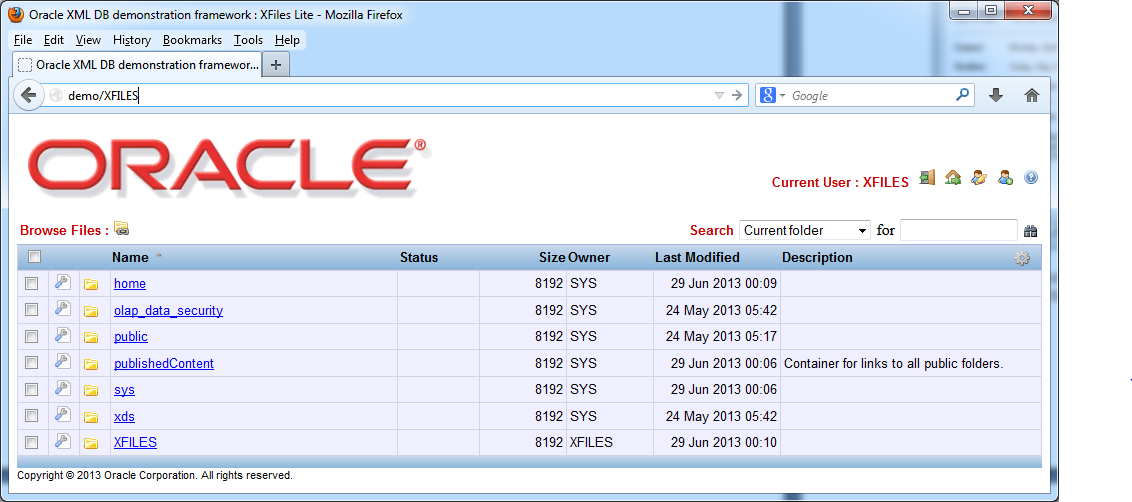 Oracle XML DB demonstration framework : XFiles Lite - Mozilla Firefox
File Edit View History Bookmarks Tools Help
Oracle XML DB demonstration framewor...
demo/XFILES
Google
ORACLE®
Current User : XFILES
Browse Files :
Search Current folder for
Name Status Size Owner Last Modified Description
home 8192 SYS 29 Jun 2013 00:09
olap_data_security 8192 SYS 24 May 2013 05:42
public 8192 SYS 24 May 2013 05:17
publishedContent 8192 SYS 29 Jun 2013 00:06 Container for links to all public folders.
sys 8192 SYS 29 Jun 2013 00:06
xds 8192 SYS 24 May 2013 05:42
XFILES 8192 XFILES 29 Jun 2013 00:10
Copyright © 2013 Oracle Corporation. All rights reserved.